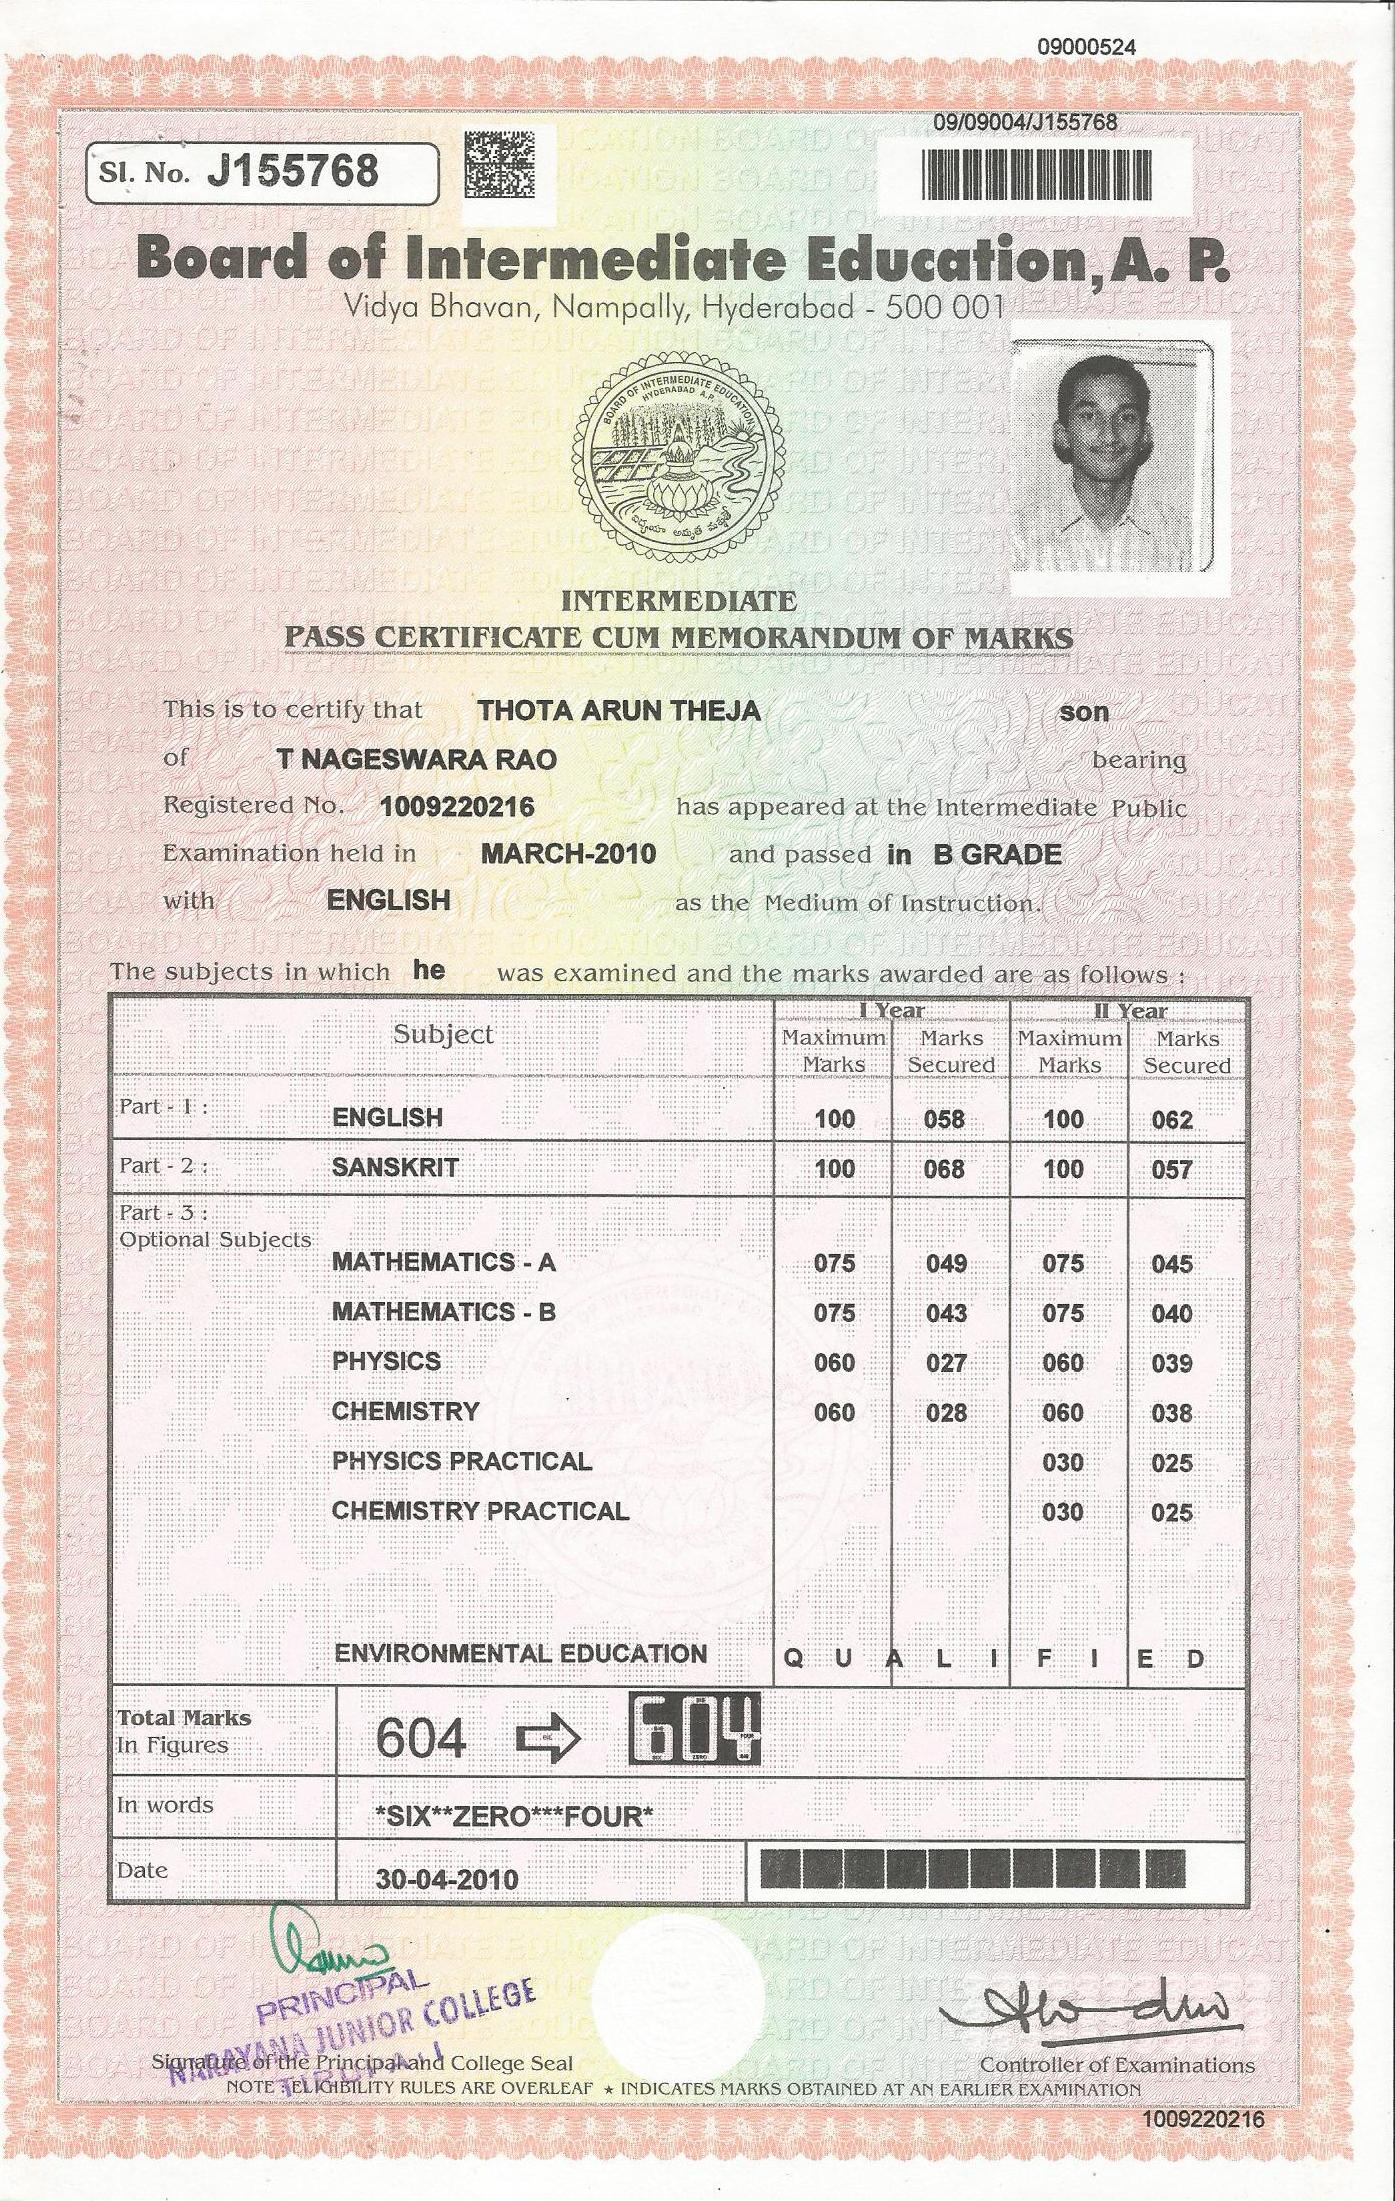 09000524
09/09004/J155768
Sl. No. J155768
Board of Intermediate Education, A. P.
Vidya Bhavan, Nampally, Hyderabad - 500 001
BOARD OF INTERMEDIATE EDUCATION
HYDERABAD A.P.
INTERMEDIATE
PASS CERTIFICATE CUM MEMORANDUM OF MARKS
This is to certify that THOTA ARUN THEJA son
of T NAGESWARA RAO bearing
Registered No. 1009220216 has appeared at the Intermediate Public
Examination held in MARCH-2010 and passed in B GRADE
with ENGLISH as the Medium of Instruction.
The subjects in which he was examined and the marks awarded are as follows :
Subject I Year II Year
Maximum Marks Marks Secured Maximum Marks Marks Secured
Part - 1 : ENGLISH 100 058 100 062
Part - 2 : SANSKRIT 100 068 100 057
Part - 3 :
Optional Subjects
MATHEMATICS - A 075 049 075 045
MATHEMATICS - B 075 043 075 040
PHYSICS 060 027 060 039
CHEMISTRY 060 028 060 038
PHYSICS PRACTICAL 030 025
CHEMISTRY PRACTICAL 030 025
ENVIRONMENTAL EDUCATION Q U A L I F I E D
Total Marks
In Figures 604 604
In words *SIX**ZERO***FOUR*
Date 30-04-2010
PRINCIPAL
NARAYANA JUNIOR COLLEGE
TIRUPATI
Signature of the Principal and College Seal
Controller of Examinations
NOTE : ELIGIBILITY RULES ARE OVERLEAF ★ INDICATES MARKS OBTAINED AT AN EARLIER EXAMINATION
1009220216